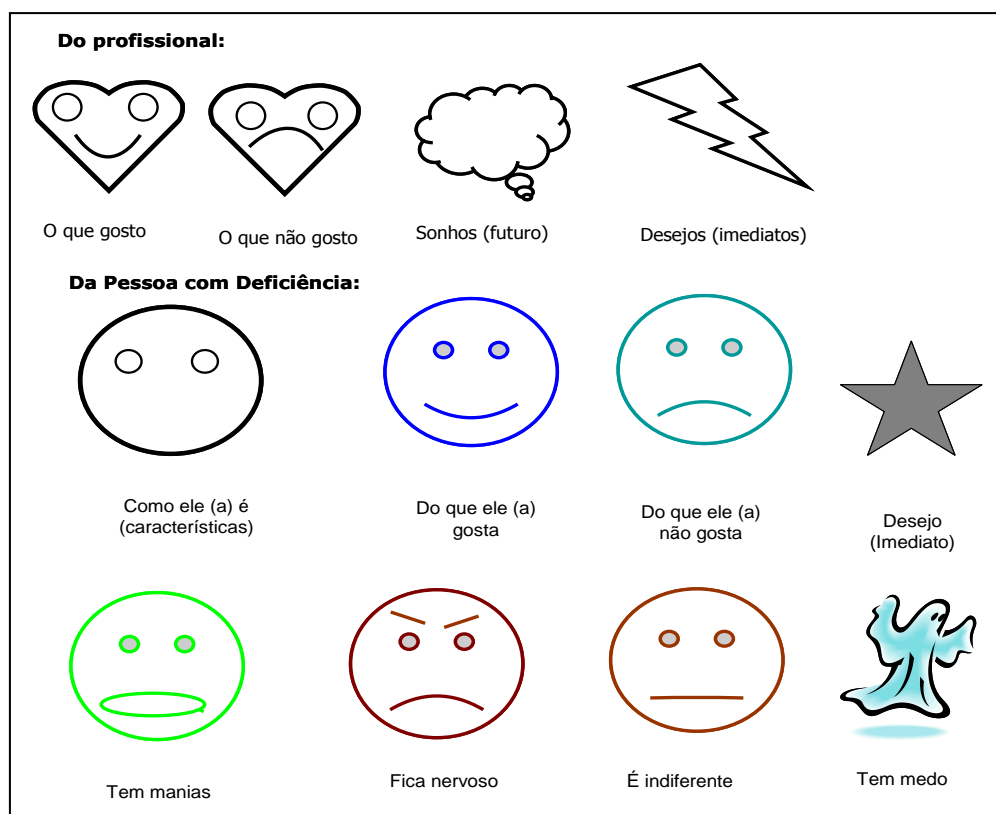 Do profissional:
O que gosto
O que não gosto
Sonhos (futuro)
Desejos (imediatos)
Da Pessoa com Deficiência:
Como ele (a) é
(características)
Do que ele (a)
gosta
Do que ele (a)
não gosta
Desejo
(Imediato)
Tem manias
Fica nervoso
É indiferente
Tem medo